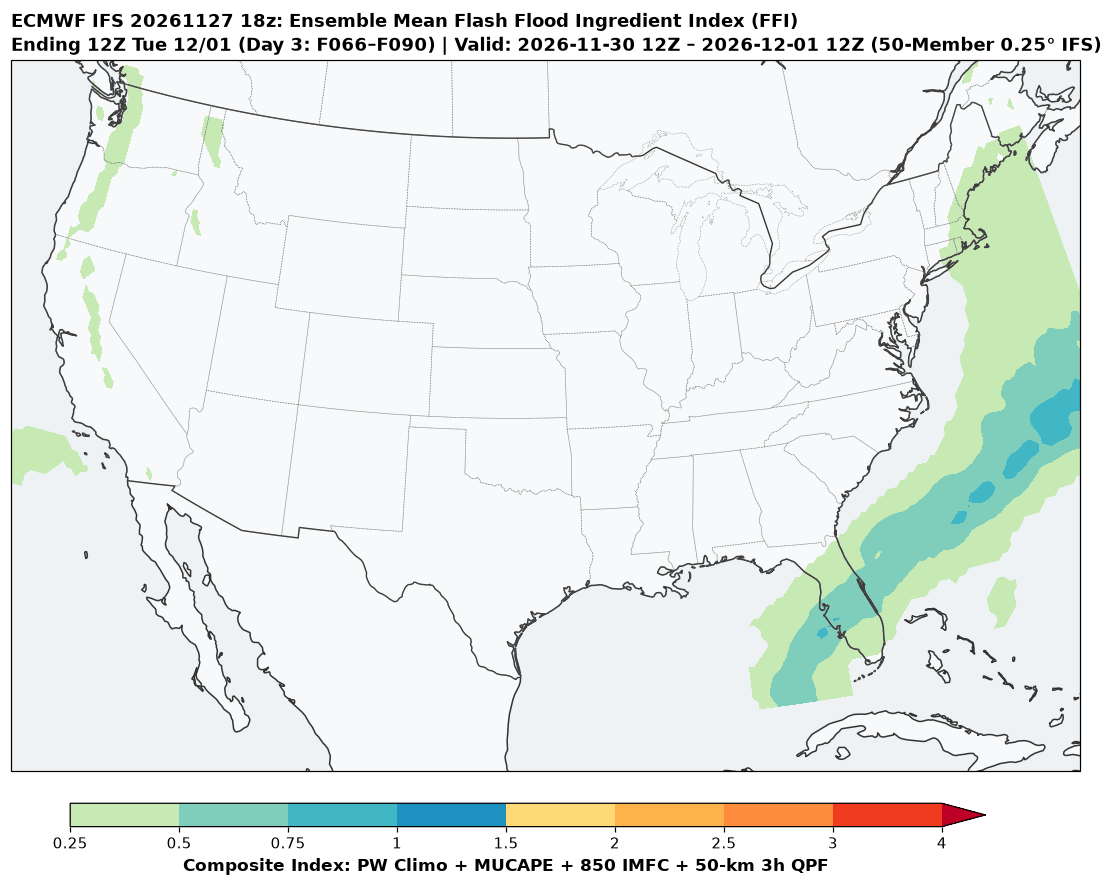 ECMWF IFS 20261127 18z: Ensemble Mean Flash Flood Ingredient Index (FFI)
Ending 12Z Tue 12/01 (Day 3: F066–F090) | Valid: 2026-11-30 12Z – 2026-12-01 12Z (50-Member 0.25° IFS)
0.25 0.5 0.75 1 1.5 2 2.5 3 4
Composite Index: PW Climo + MUCAPE + 850 IMFC + 50-km 3h QPF